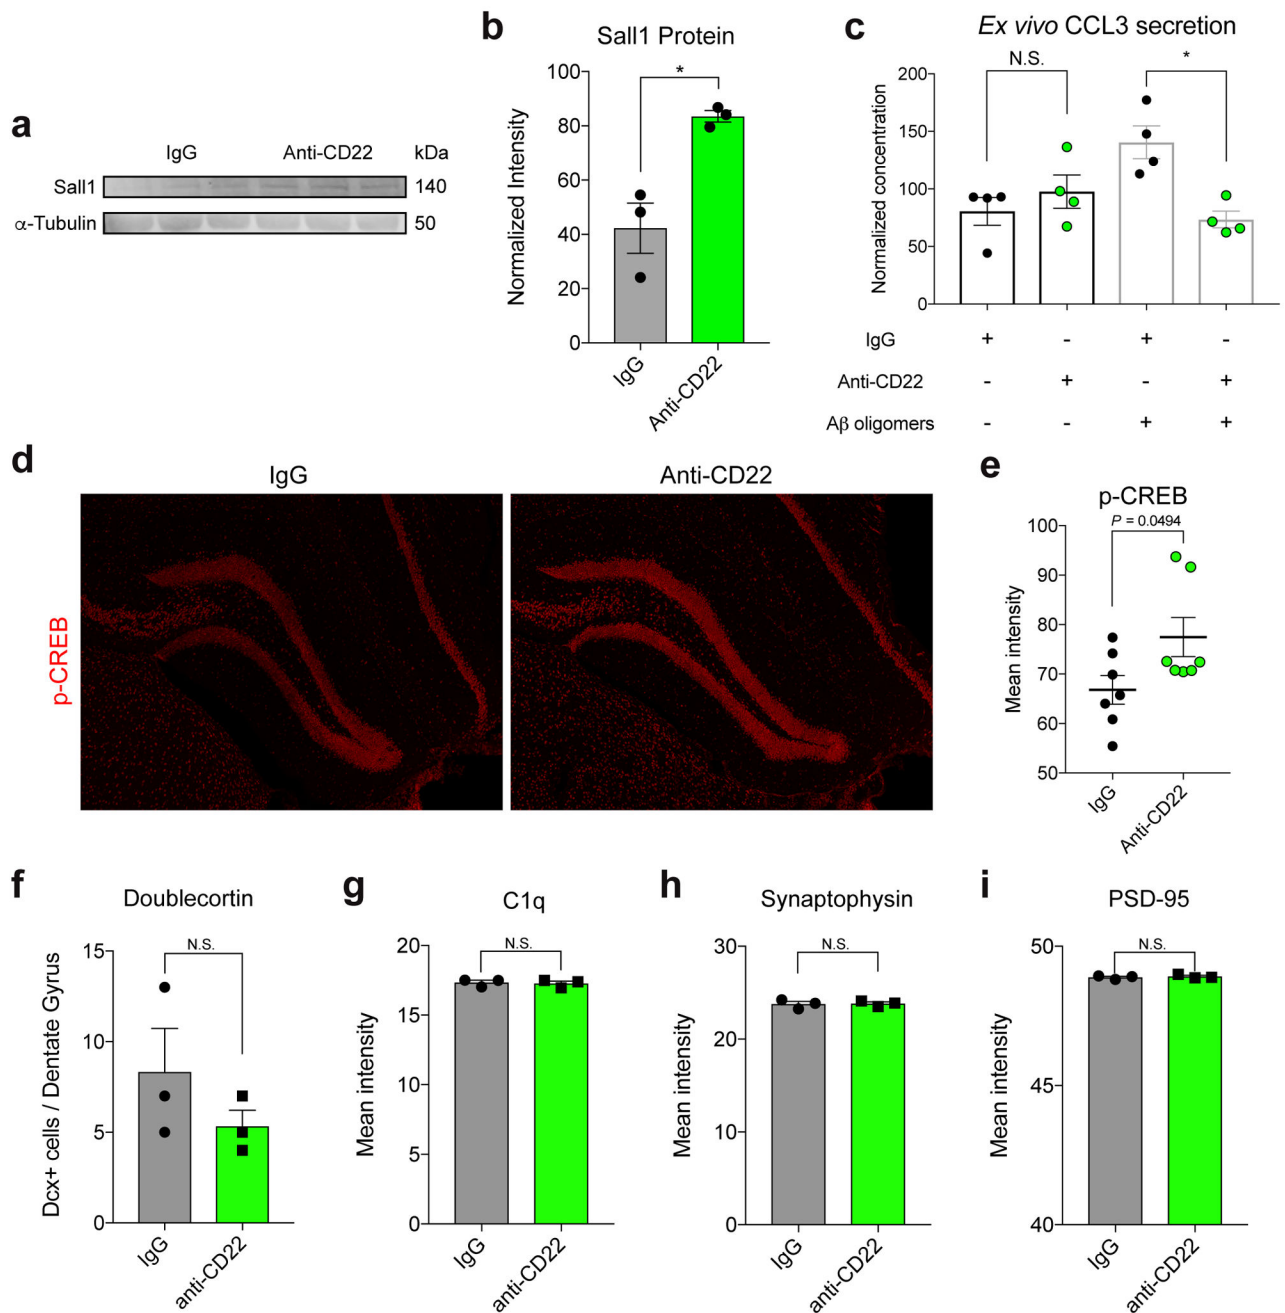 a
IgG Anti-CD22 kDa
Sall1 140
α-Tubulin 50
b
Sall1 Protein
*
Normalized Intensity
100
80
60
40
20
0
IgG
Anti-CD22
c
Ex vivo CCL3 secretion
N.S. *
Normalized concentration
200
150
100
50
0
IgG + - + -
Anti-CD22 - + - +
Aβ oligomers - - + +
d
IgG Anti-CD22
p-CREB
e
p-CREB
P = 0.0494
Mean intensity
100
90
80
70
60
50
IgG
Anti-CD22
f
Doublecortin
N.S.
Dcx+ cells / Dentate Gyrus
15
10
5
0
IgG
anti-CD22
g
C1q
N.S.
Mean intensity
20
15
10
5
0
IgG
anti-CD22
h
Synaptophysin
N.S.
Mean intensity
30
20
10
0
IgG
anti-CD22
i
PSD-95
N.S.
Mean intensity
50
45
40
IgG
anti-CD22